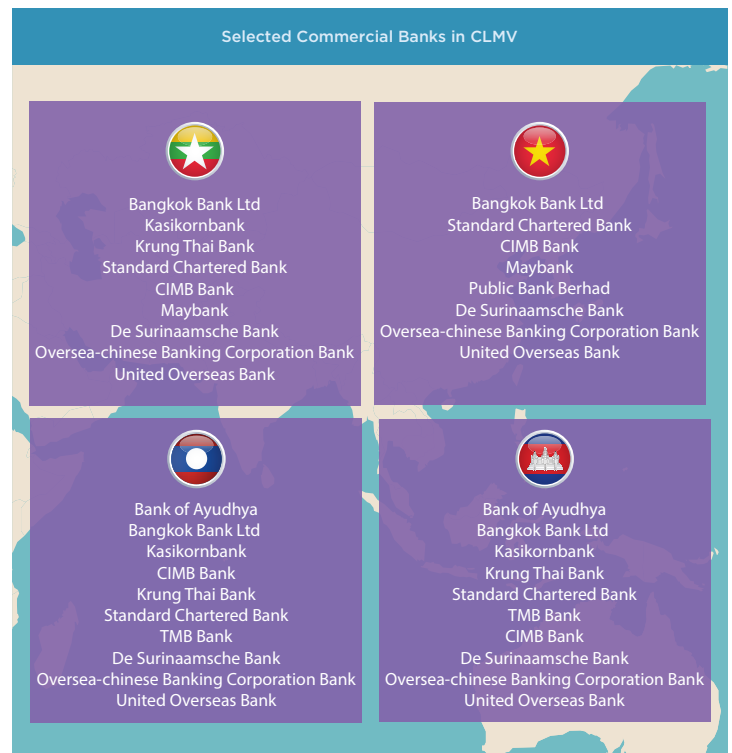 Selected Commercial Banks in CLMV
Bangkok Bank Ltd
Kasikornbank
Krung Thai Bank
Standard Chartered Bank
CIMB Bank
Maybank
De Surinaamsche Bank
Oversea-chinese Banking Corporation Bank
United Overseas Bank
Bangkok Bank Ltd
Standard Chartered Bank
CIMB Bank
Maybank
Public Bank Berhad
De Surinaamsche Bank
Oversea-chinese Banking Corporation Bank
United Overseas Bank
Bank of Ayudhya
Bangkok Bank Ltd
Kasikornbank
CIMB Bank
Krung Thai Bank
Standard Chartered Bank
TMB Bank
De Surinaamsche Bank
Oversea-chinese Banking Corporation Bank
United Overseas Bank
Bank of Ayudhya
Bangkok Bank Ltd
Kasikornbank
Krung Thai Bank
Standard Chartered Bank
TMB Bank
CIMB Bank
De Surinaamsche Bank
Oversea-chinese Banking Corporation Bank
United Overseas Bank